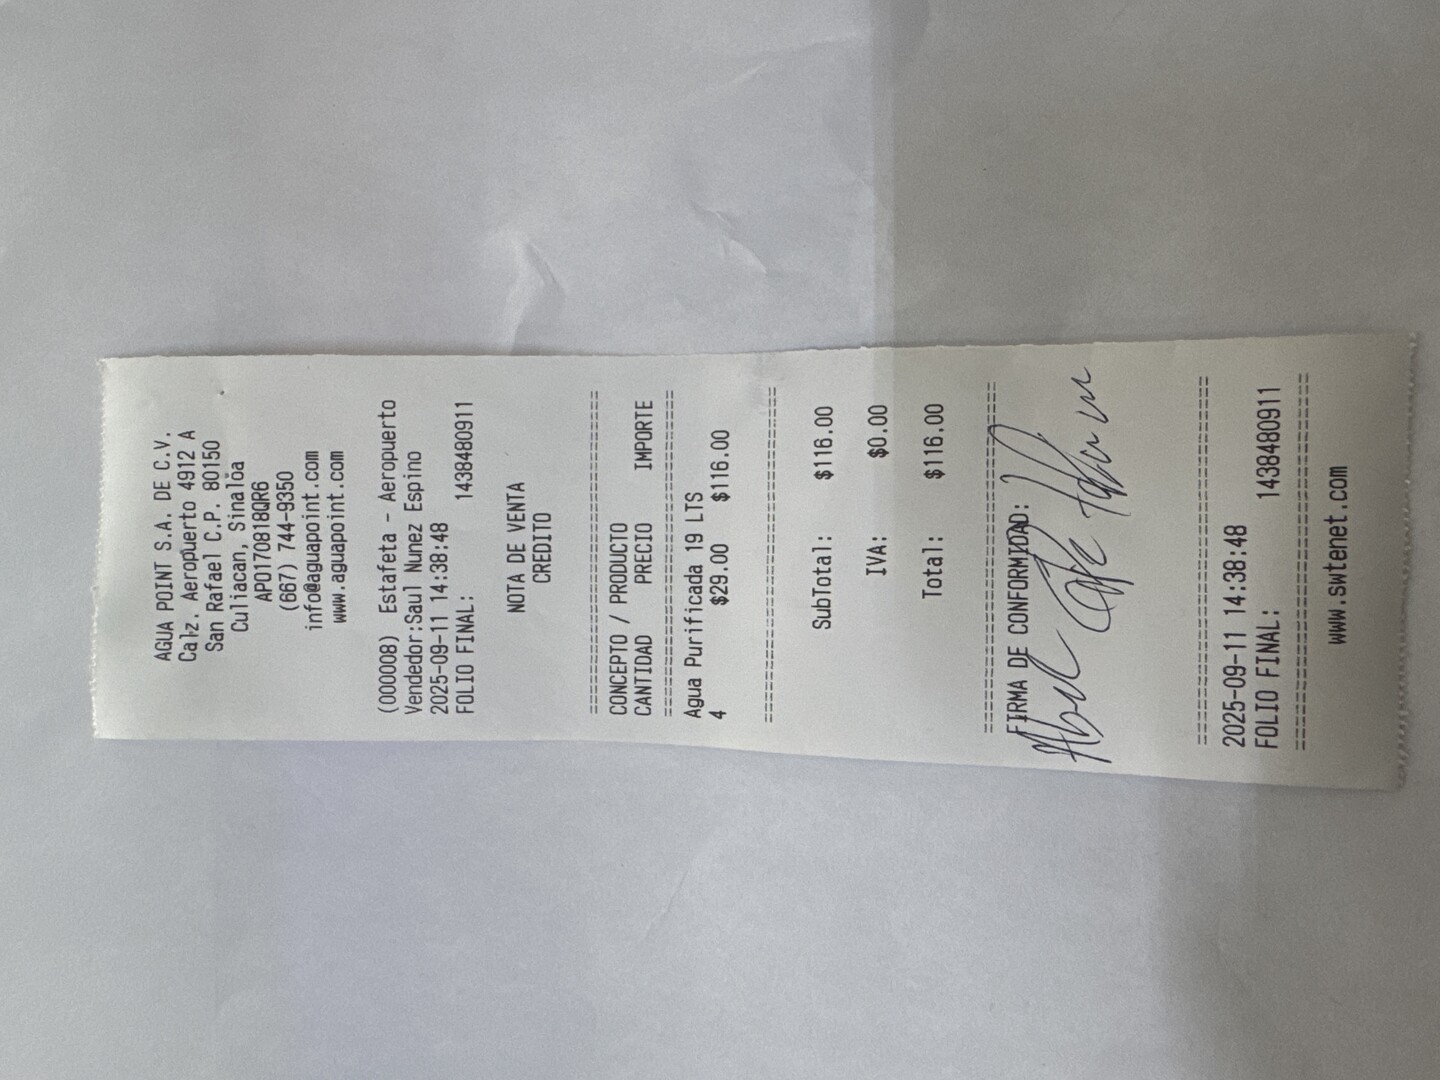 AGUA POINT S.A. DE C.V.
Calz. Aeropuerto 4912 A
San Rafael C.P. 80150
Culiacan, Sinaloa
APO170818QR6
(667) 744-9350
info@aguapoint.com
www.aguapoint.com
(000008) Estafeta - Aeropuerto
Vendedor:Saul Nunez Espino
2025-09-11 14:38:48
FOLIO FINAL: 1438480911
NOTA DE VENTA
CREDITO
================================
CONCEPTO / PRODUCTO
CANTIDAD PRECIO IMPORTE
================================
Agua Purificada 19 LTS
4 $29.00 $116.00
================================
SubTotal: $116.00
IVA: $0.00
Total: $116.00
================================
FIRMA DE CONFORMIDAD:
Abel
================================
2025-09-11 14:38:48
FOLIO FINAL: 1438480911
================================
www.swtenet.com